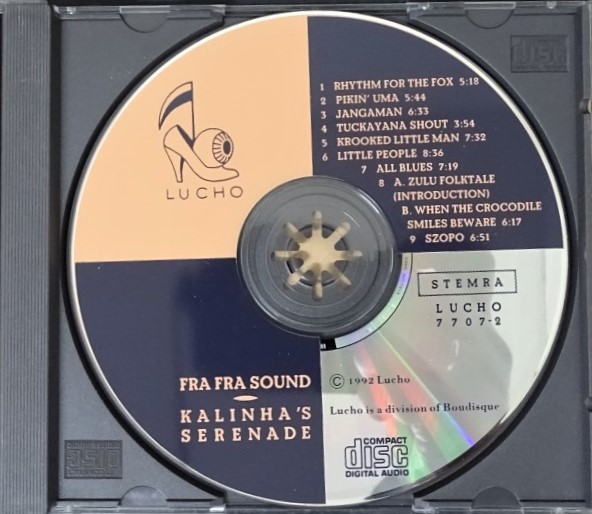 LUCHO
1 RHYTHM FOR THE FOX 5:18
2 PIKIN' UMA 5:44
3 JANGAMAN 6:33
4 TUCKAYANA SHOUT 3:54
5 KROOKED LITTLE MAN 7:32
6 LITTLE PEOPLE 8:36
7 ALL BLUES 7:19
8 A. ZULU FOLKTALE
(INTRODUCTION)
B. WHEN THE CROCODILE
SMILES BEWARE 6:17
9 SZOPO 6:51
STEMRA
LUCHO
7707-2
FRA FRA SOUND
KALINHA'S
SERENADE
© 1992 Lucho
Lucho is a division of Boudisque
COMPACT
disc
DIGITAL AUDIO